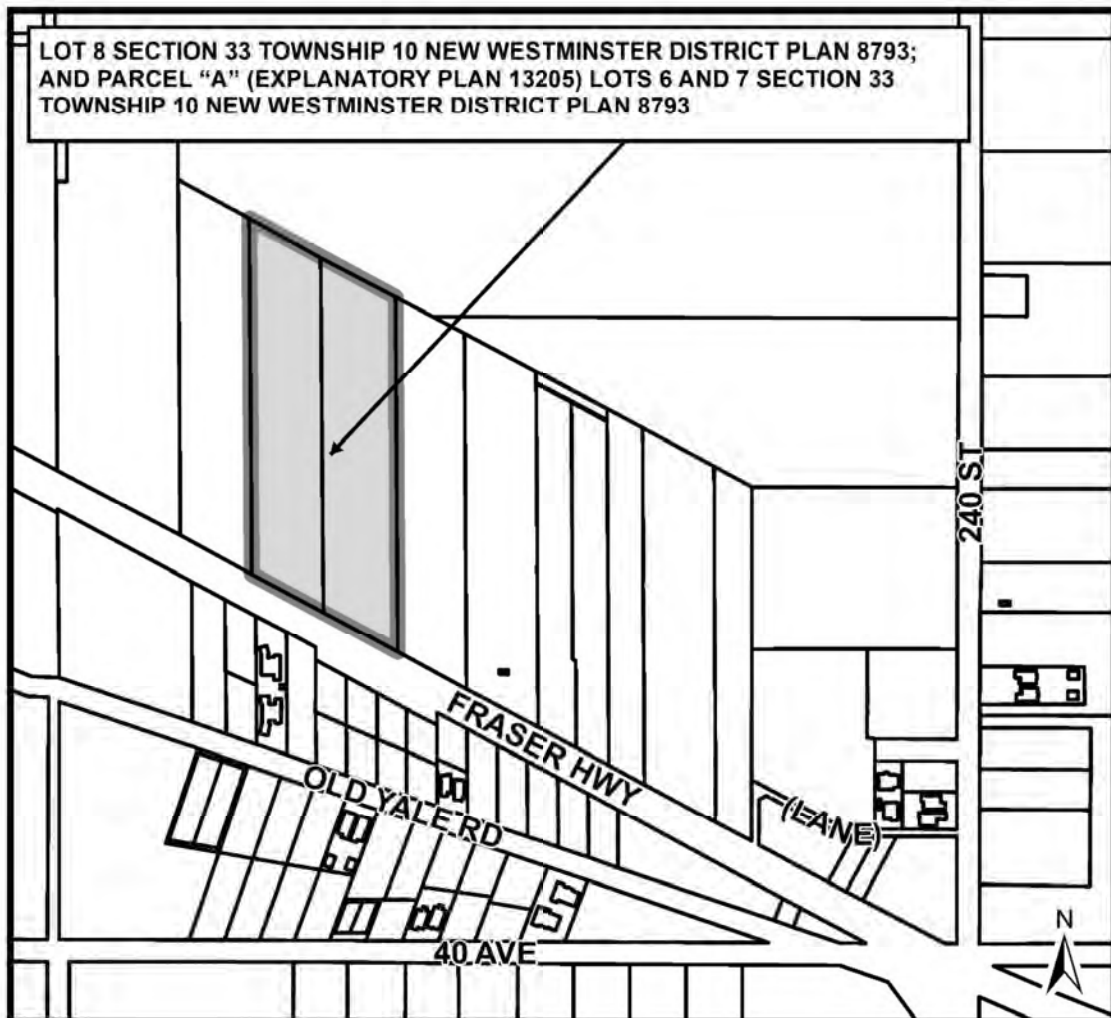 LOT 8 SECTION 33 TOWNSHIP 10 NEW WESTMINSTER DISTRICT PLAN 8793;
AND PARCEL “A” (EXPLANATORY PLAN 13205) LOTS 6 AND 7 SECTION 33
TOWNSHIP 10 NEW WESTMINSTER DISTRICT PLAN 8793
240 ST
FRASER HWY
OLD YALE RD
(LANE)
40 AVE
N